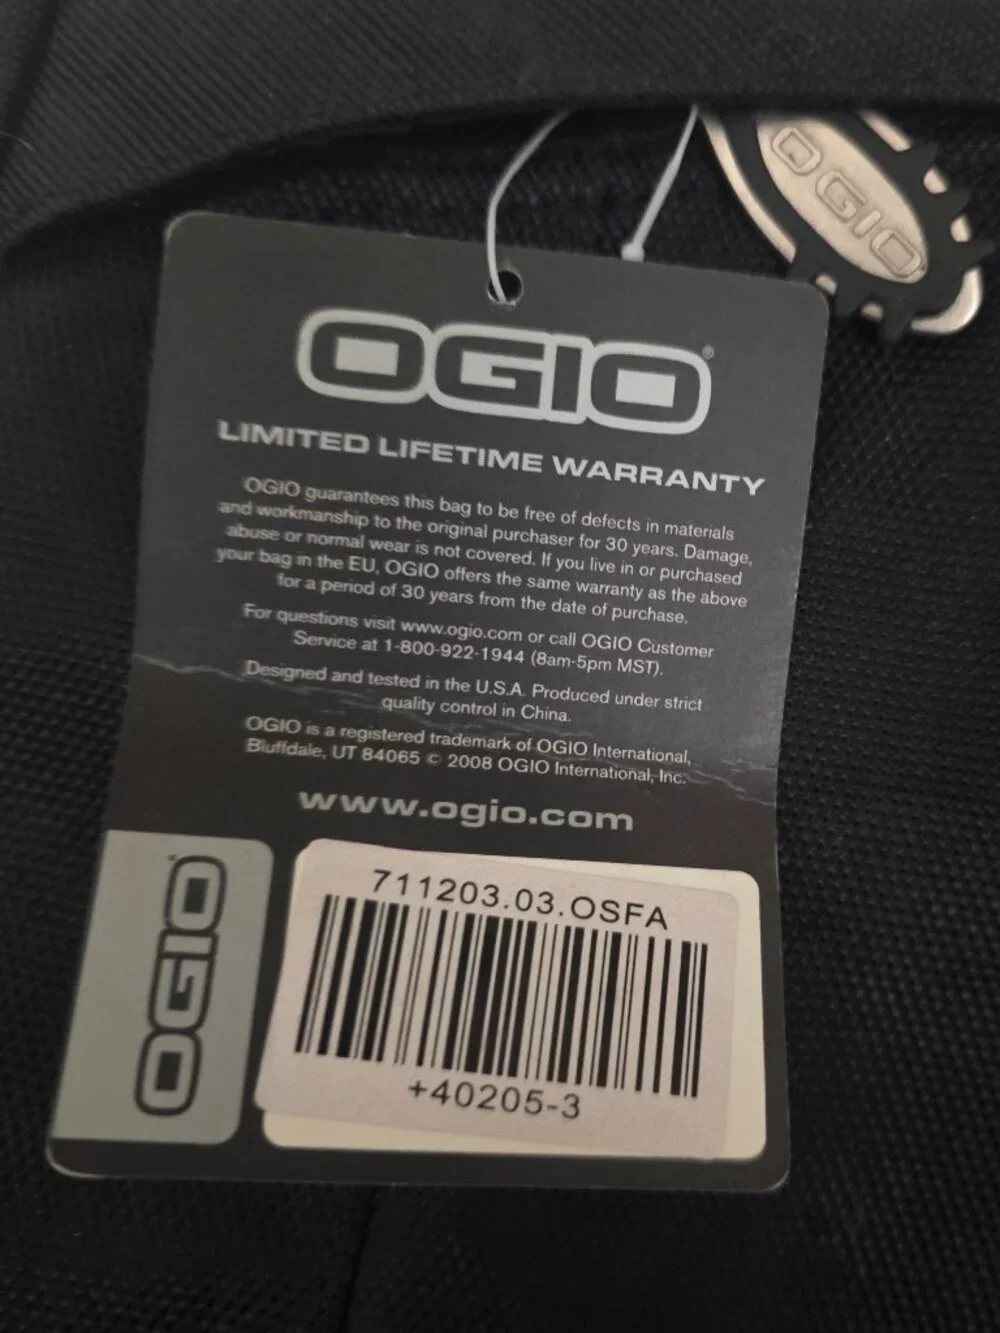 OGIO
OGIO®
LIMITED LIFETIME WARRANTY
OGIO guarantees this bag to be free of defects in materials
and workmanship to the original purchaser for 30 years. Damage,
abuse or normal wear is not covered. If you live in or purchased
your bag in the EU, OGIO offers the same warranty as the above
for a period of 30 years from the date of purchase.
For questions visit www.ogio.com or call OGIO Customer
Service at 1-800-922-1944 (8am-5pm MST).
Designed and tested in the U.S.A. Produced under strict
quality control in China.
OGIO is a registered trademark of OGIO International,
Bluffdale, UT 84065 © 2008 OGIO International, Inc.
www.ogio.com
OGIO
711203.03.OSFA
+40205-3